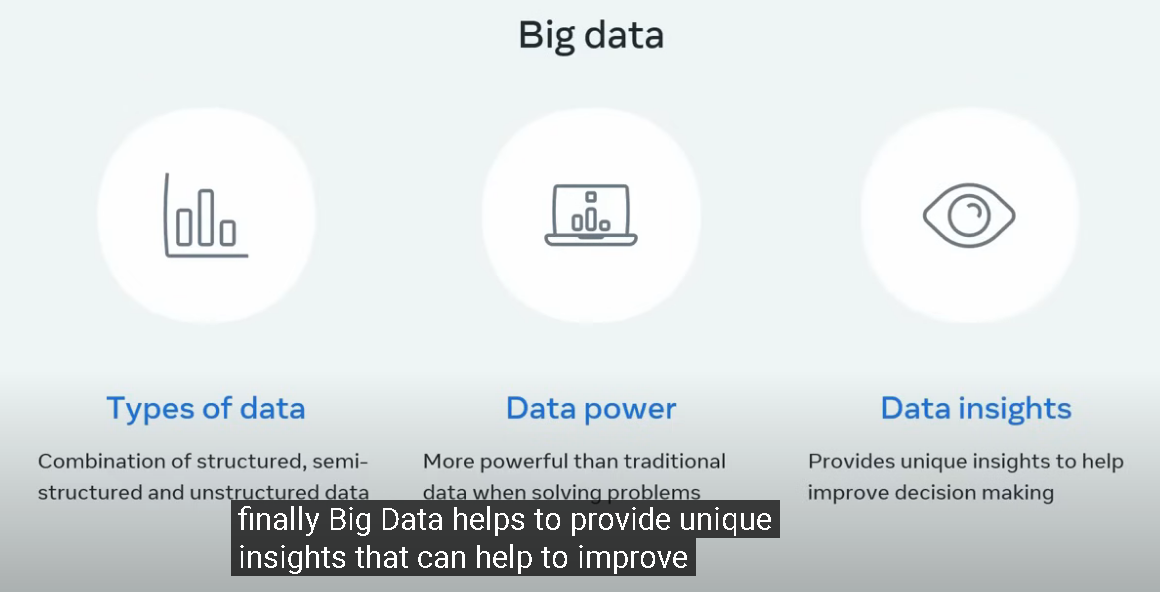 Big data
Types of data
Combination of structured, semi-
structured and unstructured data
Data power
More powerful than traditional
data when solving problems
Data insights
Provides unique insights to help
improve decision making
finally Big Data helps to provide unique
insights that can help to improve